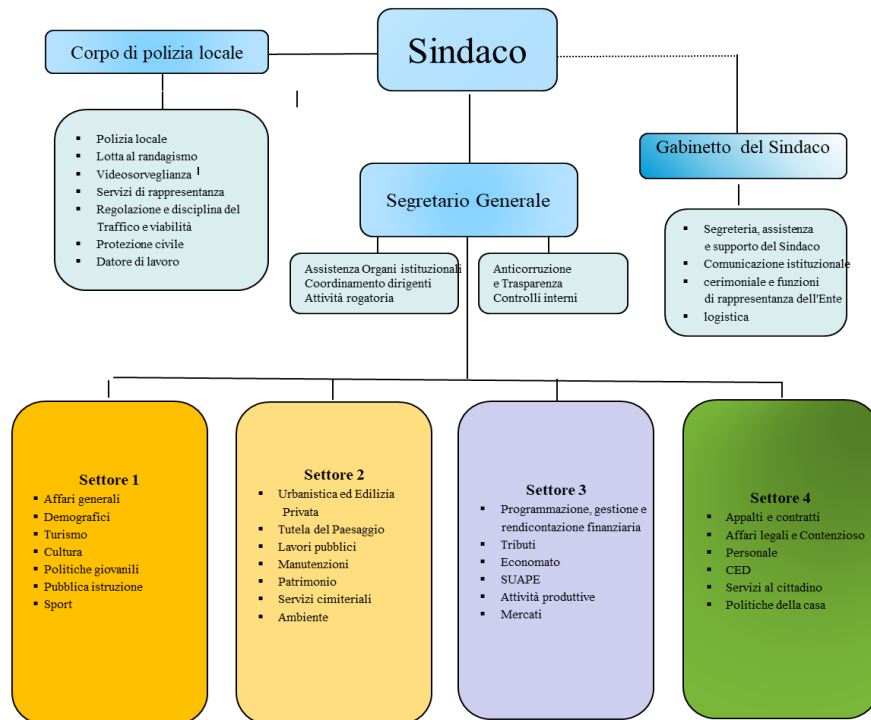 Corpo di polizia locale
Sindaco
▪ Polizia locale
▪ Lotta al randagismo
▪ Videosorveglianza
▪ Servizi di rappresentanza
▪ Regolazione e disciplina del
Traffico e viabilità
▪ Protezione civile
▪ Datore di lavoro
Gabinetto del Sindaco
▪ Segreteria, assistenza
e supporto del Sindaco
▪ Comunicazione istituzionale
▪ cerimoniale e funzioni
di rappresentanza dell'Ente
▪ logistica
Segretario Generale
Assistenza Organi istituzionali
Coordinamento dirigenti
Attività rogatoria
Anticorruzione
e Trasparenza
Controlli interni
Settore 1
▪ Affari generali
▪ Demografici
▪ Turismo
▪ Cultura
▪ Politiche giovanili
▪ Pubblica istruzione
▪ Sport
Settore 2
▪ Urbanistica ed Edilizia
Privata
▪ Tutela del Paesaggio
▪ Lavori pubblici
▪ Manutenzioni
▪ Patrimonio
▪ Servizi cimiteriali
▪ Ambiente
Settore 3
▪ Programmazione, gestione e
rendicontazione finanziaria
▪ Tributi
▪ Economato
▪ SUAPE
▪ Attività produttive
▪ Mercati
Settore 4
▪ Appalti e contratti
▪ Affari legali e Contenzioso
▪ Personale
▪ CED
▪ Servizi al cittadino
▪ Politiche della casa